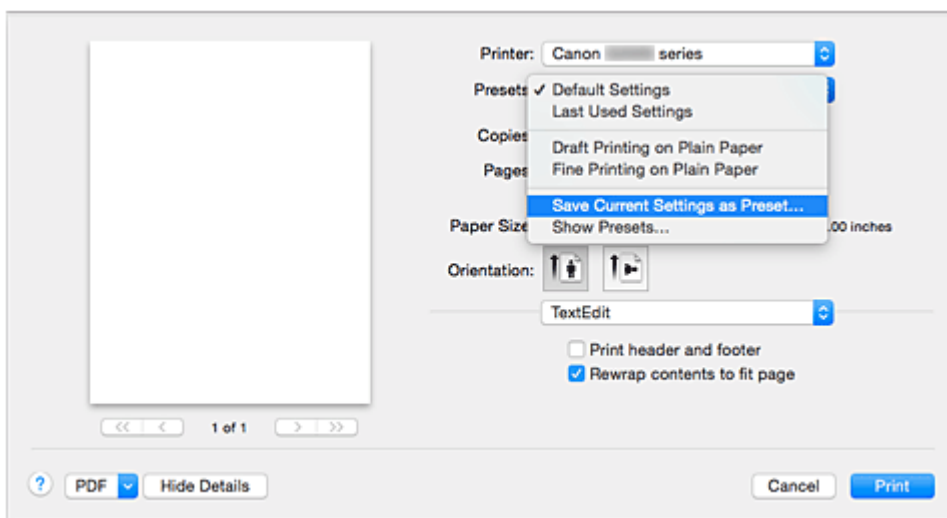 Printer: Canon series
Presets ✓ Default Settings
Last Used Settings
Copies
Draft Printing on Plain Paper
Pages Fine Printing on Plain Paper
Save Current Settings as Preset...
Paper Size Show Presets... .00 inches
Orientation:
TextEdit
Print header and footer
Rewrap contents to fit page
<< < 1 of 1 > >>
? PDF Hide Details Cancel Print